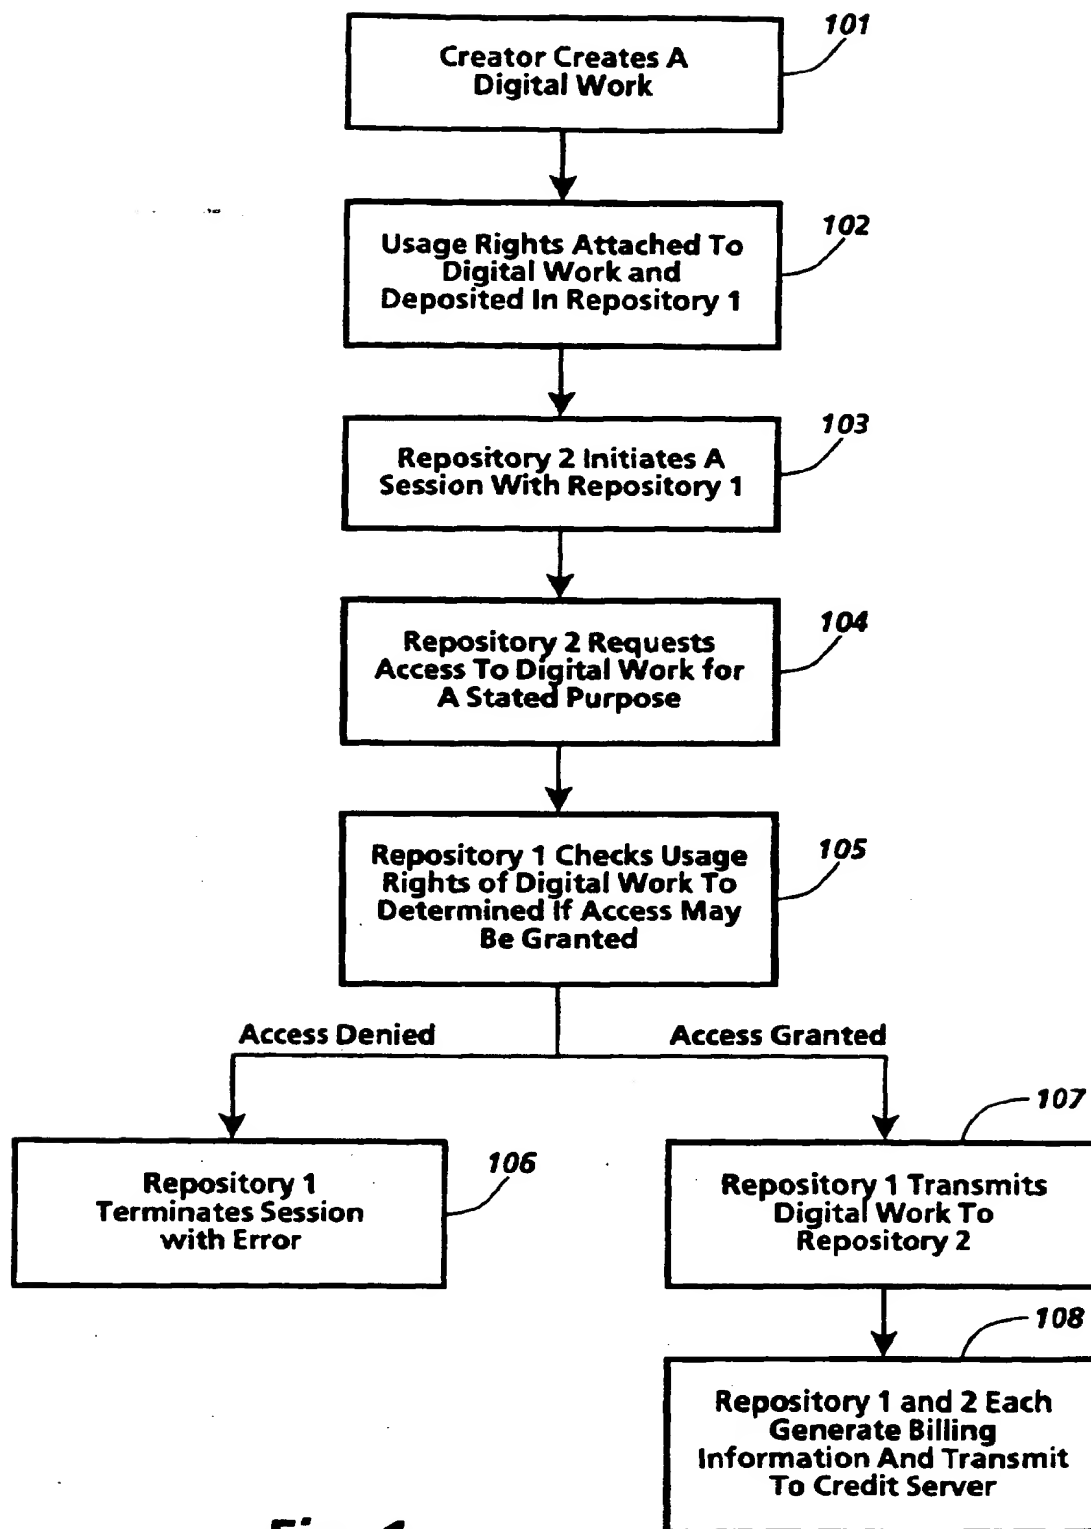 101
Creator Creates A
Digital Work
102
Usage Rights Attached To
Digital Work and
Deposited In Repository 1
103
Repository 2 Initiates A
Session With Repository 1
104
Repository 2 Requests
Access To Digital Work for
A Stated Purpose
105
Repository 1 Checks Usage
Rights of Digital Work To
Determined If Access May
Be Granted
Access Denied
Access Granted
107
106
Repository 1
Terminates Session
with Error
Repository 1 Transmits
Digital Work To
Repository 2
108
Repository 1 and 2 Each
Generate Billing
Information And Transmit
To Credit Server